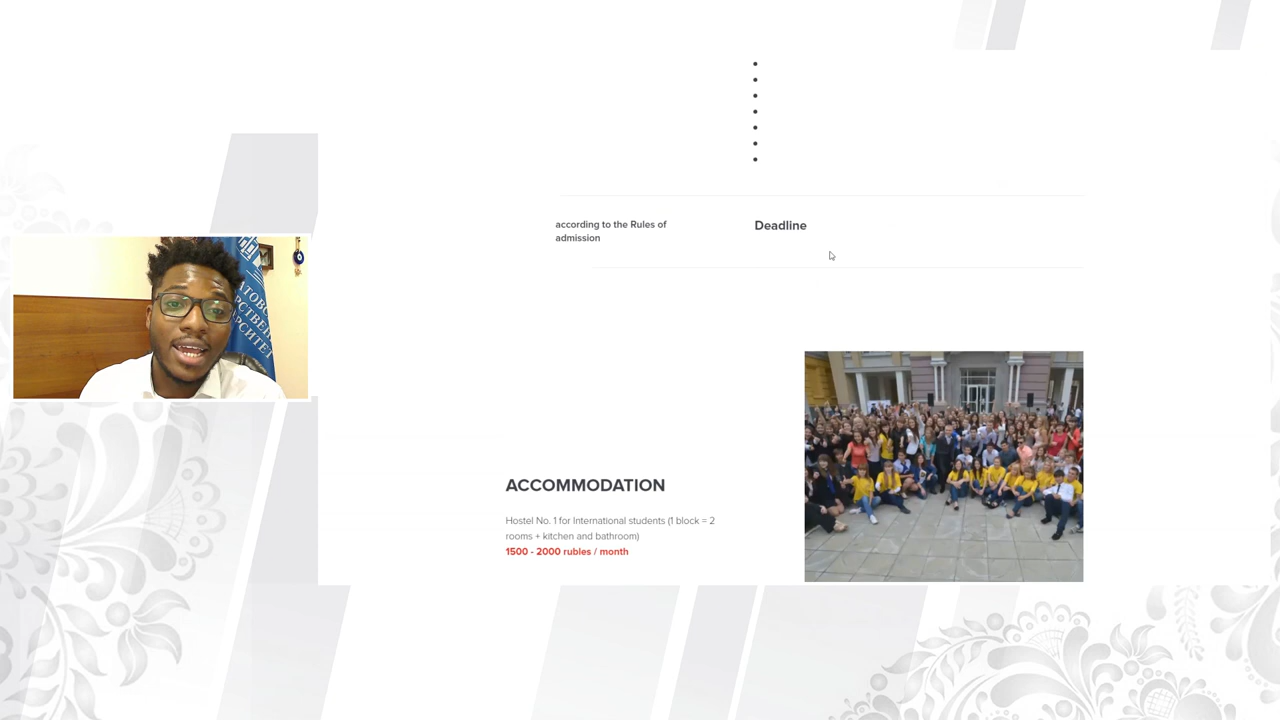 according to the Rules of
admission
Deadline
ACCOMMODATION
Hostel No. 1 for International students (1 block = 2
rooms + kitchen and bathroom)
1500 - 2000 rubles / month